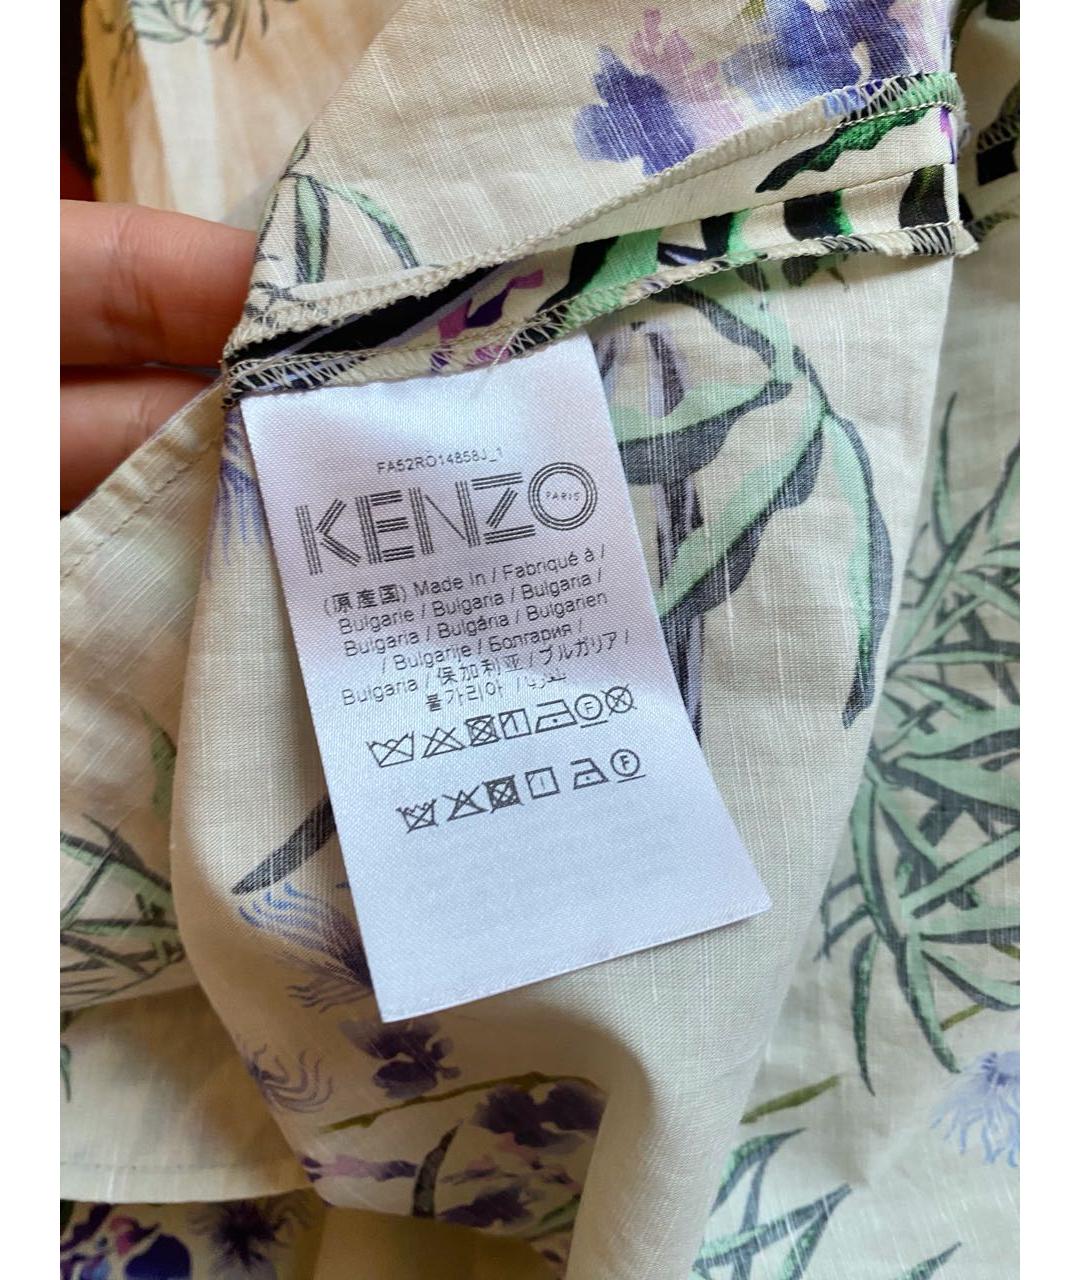 FA52RO14858J_1
KENZO
PARIS
(原産国) Made In / Fabriqué à /
Bulgarie / Bulgaria / Bulgaria /
Bulgaria / Bulgária / Bulgarien
/ Bulgarije / Болгария /
Bulgaria / 保加利亚 / ブルガリア /
불가리아 / بلغاريا
F
F